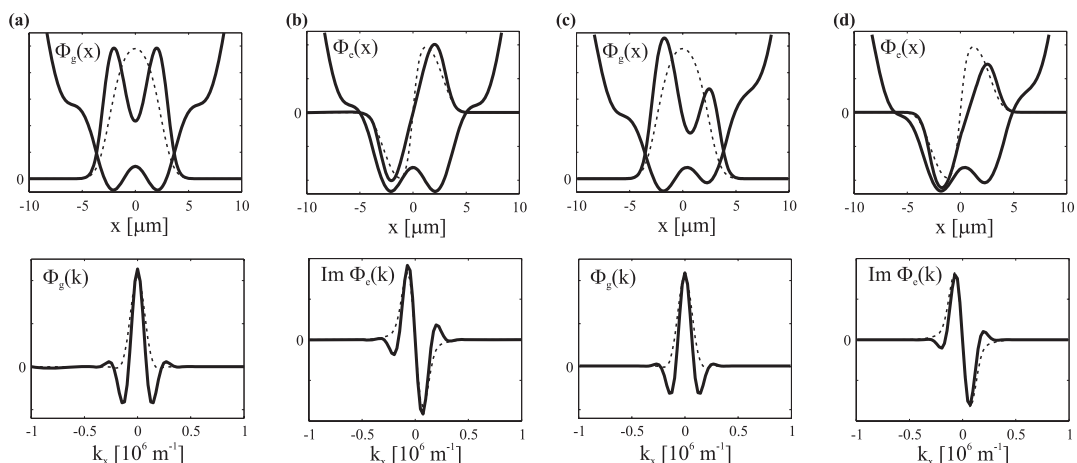 (a) (b) (c) (d)
Φg(x) Φe(x) Φg(x) Φe(x)
0 0 0 0
-10 -5 0 5 10 -10 -5 0 5 10 -10 -5 0 5 10 -10 -5 0 5 10
x [μm] x [μm] x [μm] x [μm]
Φg(k) Im Φe(k) Φg(k) Im Φe(k)
0 0 0 0
-1 -0.5 0 0.5 1 -1 -0.5 0 0.5 1 -1 -0.5 0 0.5 1 -1 -0.5 0 0.5 1
kx [10⁶ m⁻¹] kx [10⁶ m⁻¹] kx [10⁶ m⁻¹] kx [10⁶ m⁻¹]